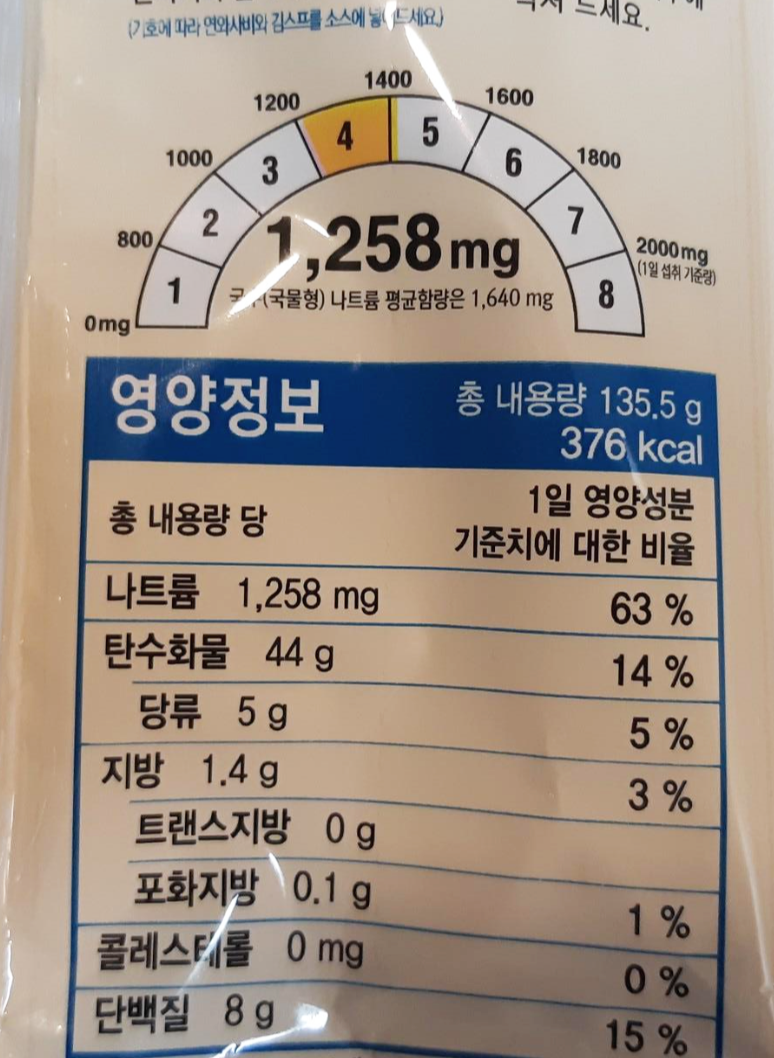 (기호에 따라 연와사비와 김스프를 소스에
드세요.
1400
1200
1600
1000
1800
800
2000mg
(1일 섭취 기준량)
0mg
1
2
3
4
5
6
7
8
1,258 mg
(국물형) 나트륨 평균함량은 1,640 mg
영양정보
총 내용량 135.5 g
376 kcal
총 내용량 당
1일 영양성분
기준치에 대한 비율
나트륨 1,258 mg 63 %
탄수화물 44 g 14 %
당류 5 g 5 %
지방 1.4 g 3 %
트랜스지방 0 g
포화지방 0.1 g 1 %
콜레스테롤 0 mg 0 %
단백질 8 g 15 %